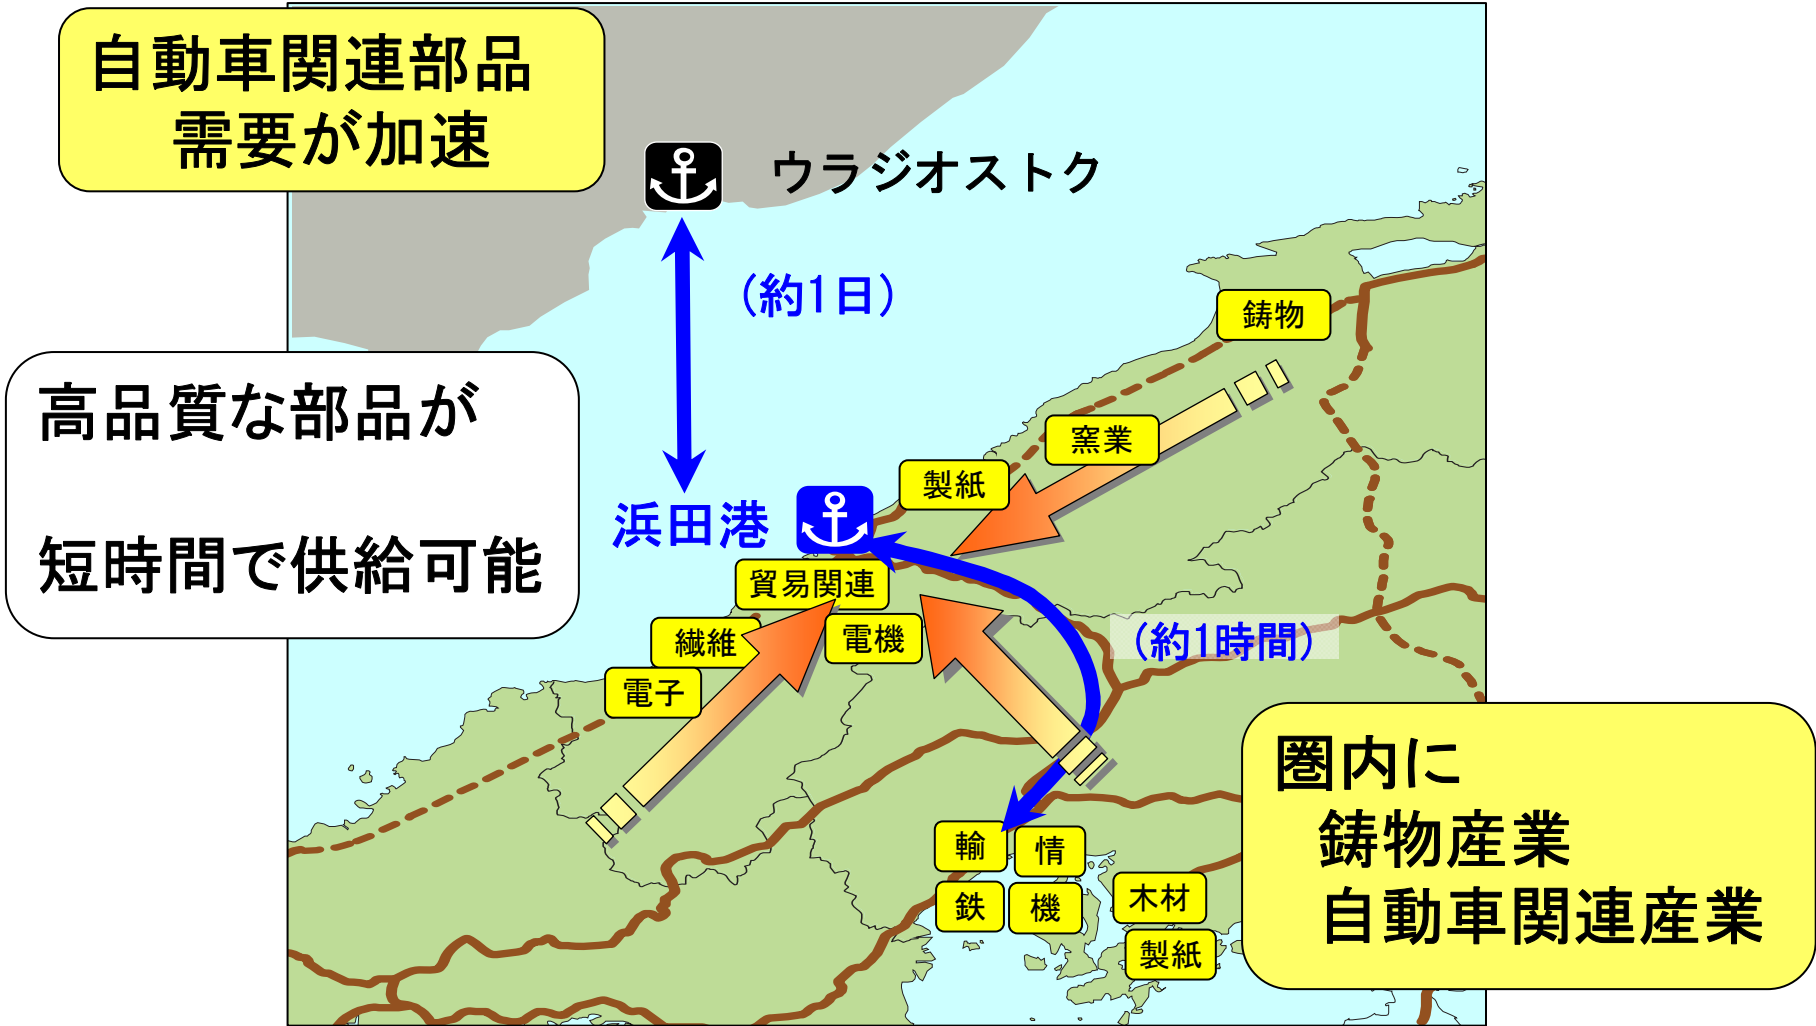 自動車関連部品
需要が加速
ウラジオストク
（約1日）
鋳物
高品質な部品が
短時間で供給可能
窯業
製紙
浜田港
貿易関連
繊維
電機
（約1時間）
電子
圏内に
鋳物産業
自動車関連産業
輸
情
鉄
機
木材
製紙